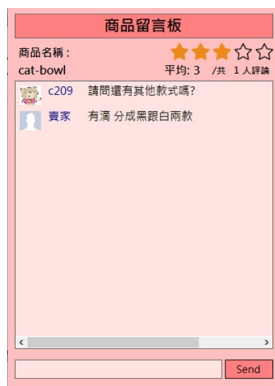 商品留言板
商品名稱：
cat-bowl
平均: 3 /共 1 人評論
c209 請問還有其他款式嗎?
賣家 有滴 分成黑跟白兩款
Send